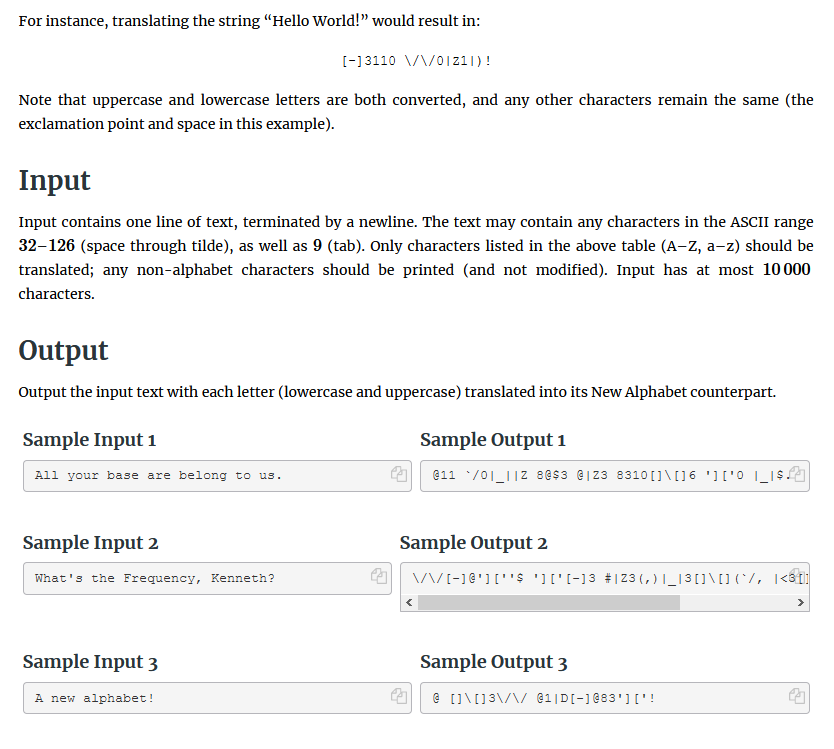 For instance, translating the string “Hello World!” would result in:
[-]3110 \/\/0|Z1|)!
Note that uppercase and lowercase letters are both converted, and any other characters remain the same (the
exclamation point and space in this example).
Input
Input contains one line of text, terminated by a newline. The text may contain any characters in the ASCII range
32–126 (space through tilde), as well as 9 (tab). Only characters listed in the above table (A–Z, a–z) should be
translated; any non-alphabet characters should be printed (and not modified). Input has at most 10 000
characters.
Output
Output the input text with each letter (lowercase and uppercase) translated into its New Alphabet counterpart.
Sample Input 1
Sample Output 1
All your base are belong to us.
@11 `/0|_||Z 8@$3 @|Z3 8310[]\[]6 ']['0 |_|$.
Sample Input 2
Sample Output 2
What's the Frequency, Kenneth?
\/\/[-]@'][''$ ']['[-]3 #|Z3(,)|_|3[]\[](`/, |<3[]
Sample Input 3
Sample Output 3
A new alphabet!
@ []\[]3\/\/ @1|D[-]@83']['!